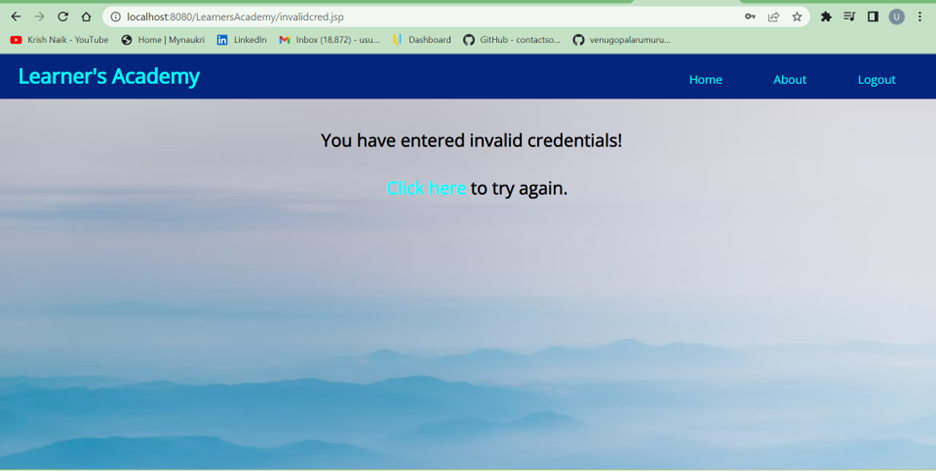 localhost:8080/LearnersAcademy/invalidcred.jsp
Krish Naik - YouTube Home | Mynaukri LinkedIn Inbox (18,872) - usu... Dashboard GitHub - contactso... venugopalarumuru...
U
Learner's Academy Home About Logout
You have entered invalid credentials!
Click here to try again.